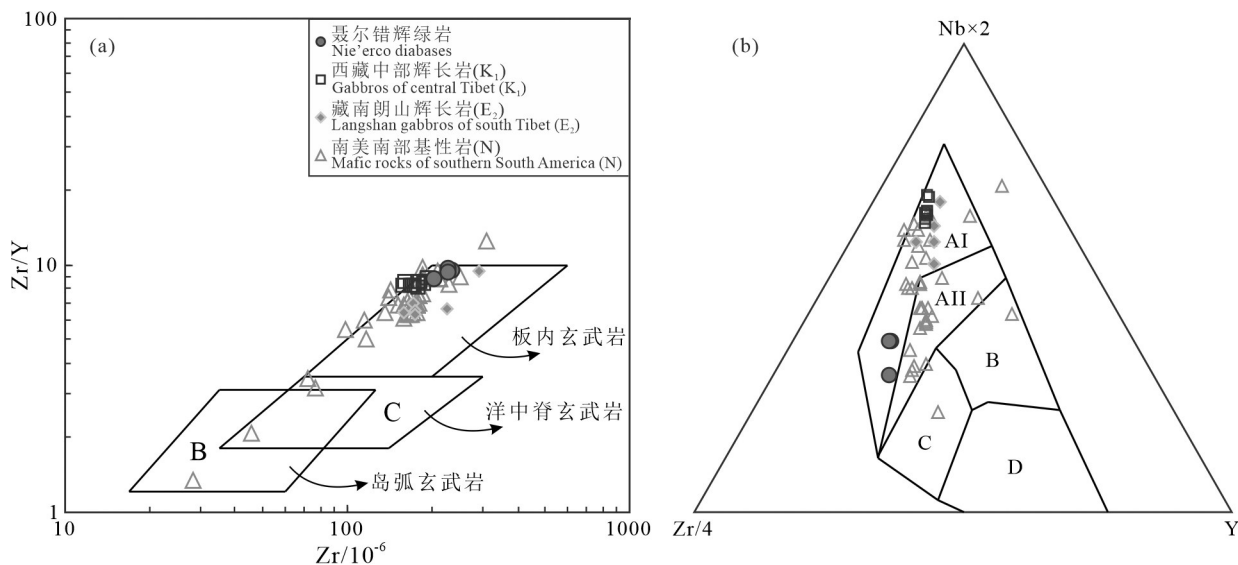 100
(a)
聂尔错辉绿岩
Nie'erco diabases
西藏中部辉长岩(K1)
Gabbros of central Tibet (K1)
藏南朗山辉长岩(E2)
Langshan gabbros of south Tibet (E2)
南美南部基性岩(N)
Mafic rocks of southern South America (N)
Zr/Y
10
板内玄武岩
C
洋中脊玄武岩
B
岛弧玄武岩
1
10
100
1000
Zr/10-6
(b)
Nb×2
AI
AII
B
C
D
Zr/4
Y